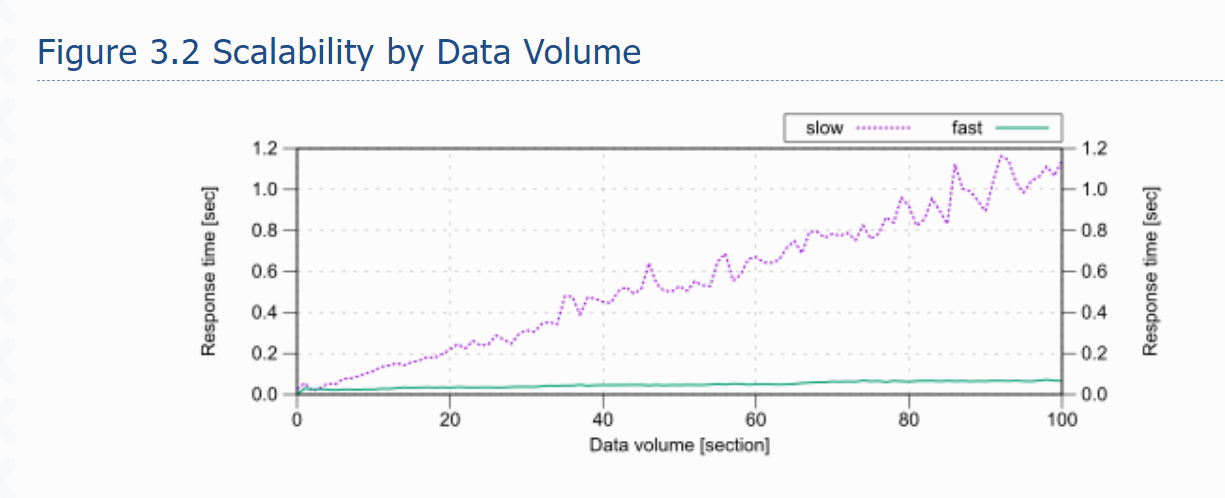 Figure 3.2 Scalability by Data Volume
slow fast
1.2 1.2
1.0 1.0
0.8 0.8
0.6 0.6
0.4 0.4
0.2 0.2
0.0 0.0
Response time [sec]
Response time [sec]
0 20 40 60 80 100
Data volume [section]